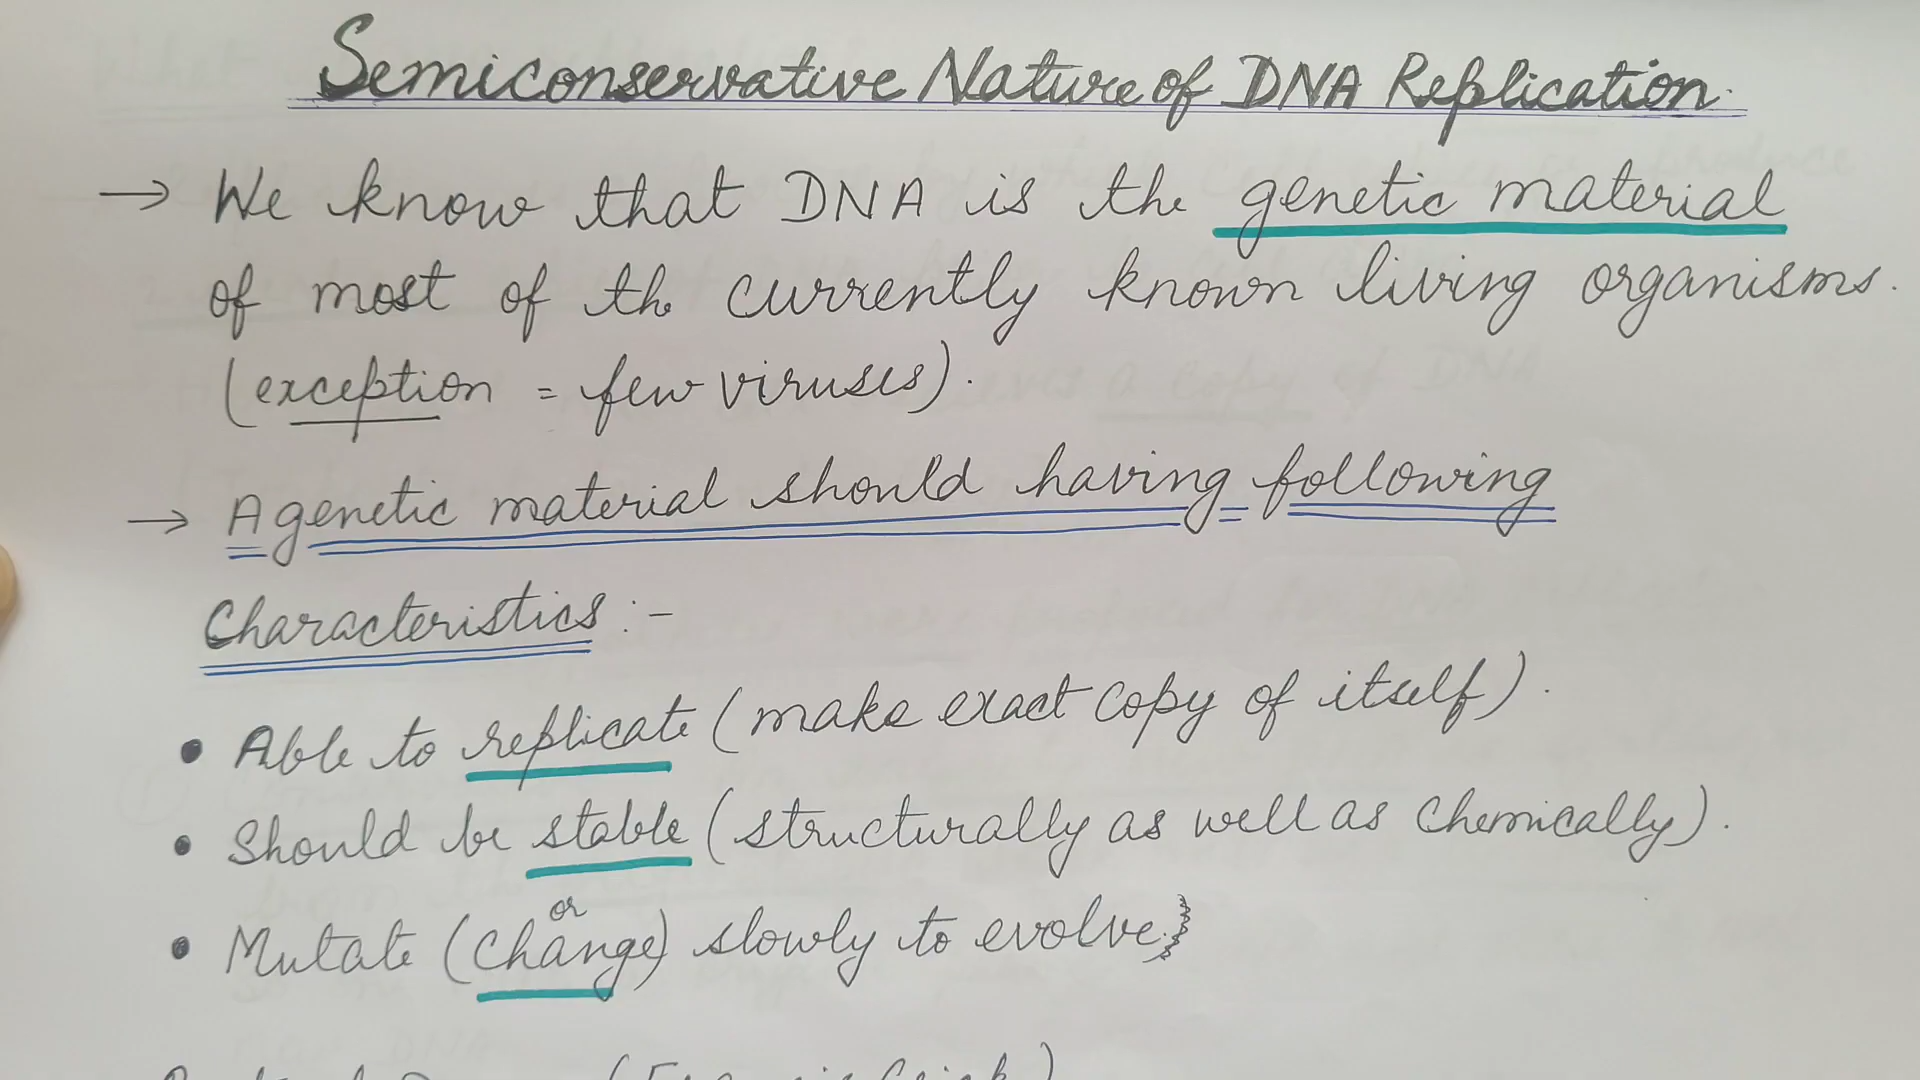 Semiconservative Nature of DNA Replication.
→ We know that DNA is the genetic material
of most of the currently known living organisms.
(exception = few viruses).
→ A genetic material should having following
Characteristics :-
• Able to replicate (make exact copy of itself).
• Should be stable (structurally as well as chemically).
or
• Mutate (change) slowly to evolve.